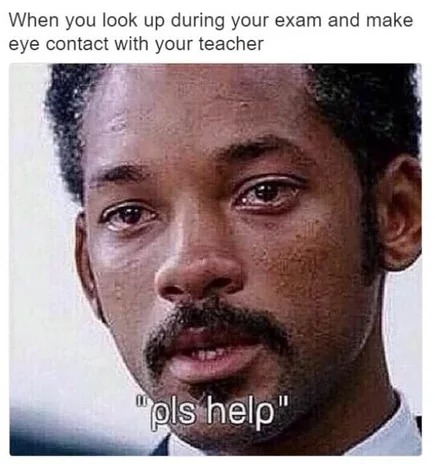 When you look up during your exam and make
eye contact with your teacher
"pls help"